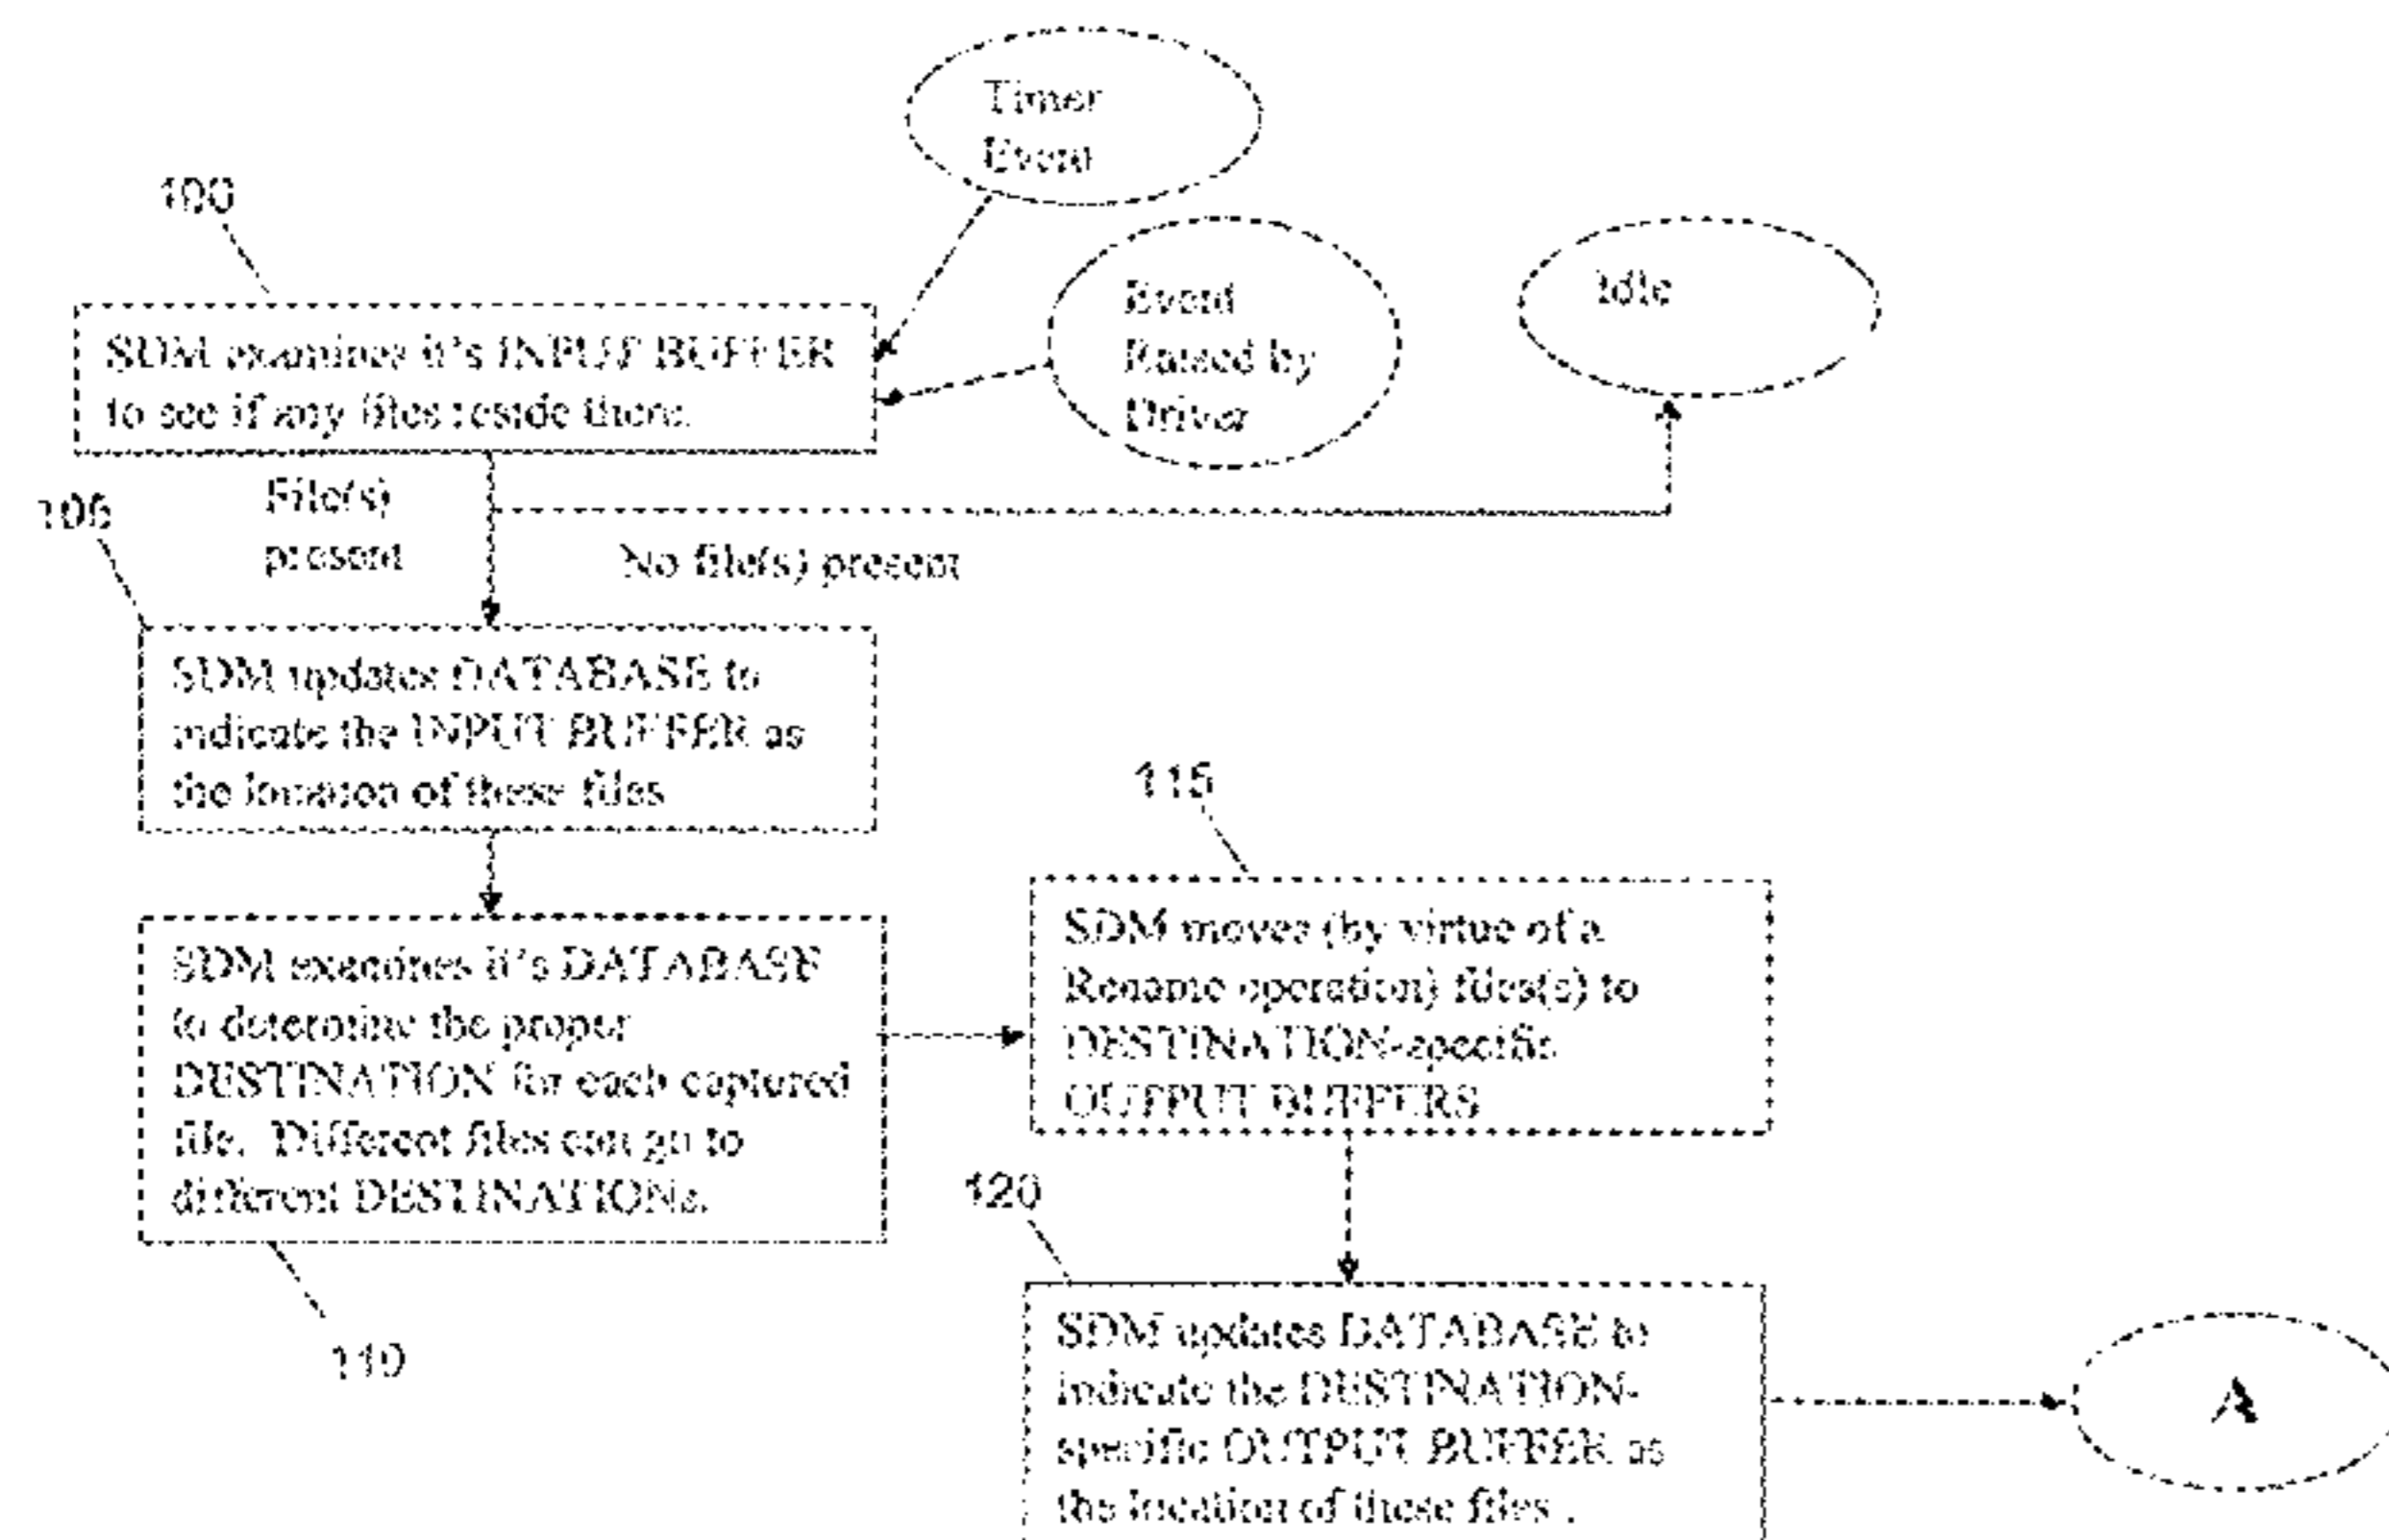 Timer
Event
100
Event
Raised by
Driver
Idle
SDM examines it's INPUT BUFFER
to see if any files reside there.
File(s)
present
105
No file(s) present
SDM updates DATABASE to
indicate the INPUT BUFFER as
the location of these files
115
SDM examines it's DATABASE
to determine the proper
DESTINATION for each captured
file. Different files can go to
different DESTINATIONs.
110
SDM moves (by virtue of a
Rename operation) files(s) to
DESTINATION-specific
OUTPUT BUFFERS
120
SDM updates DATABASE to
indicate the DESTINATION-
specific OUTPUT BUFFER as
the location of these files .
A